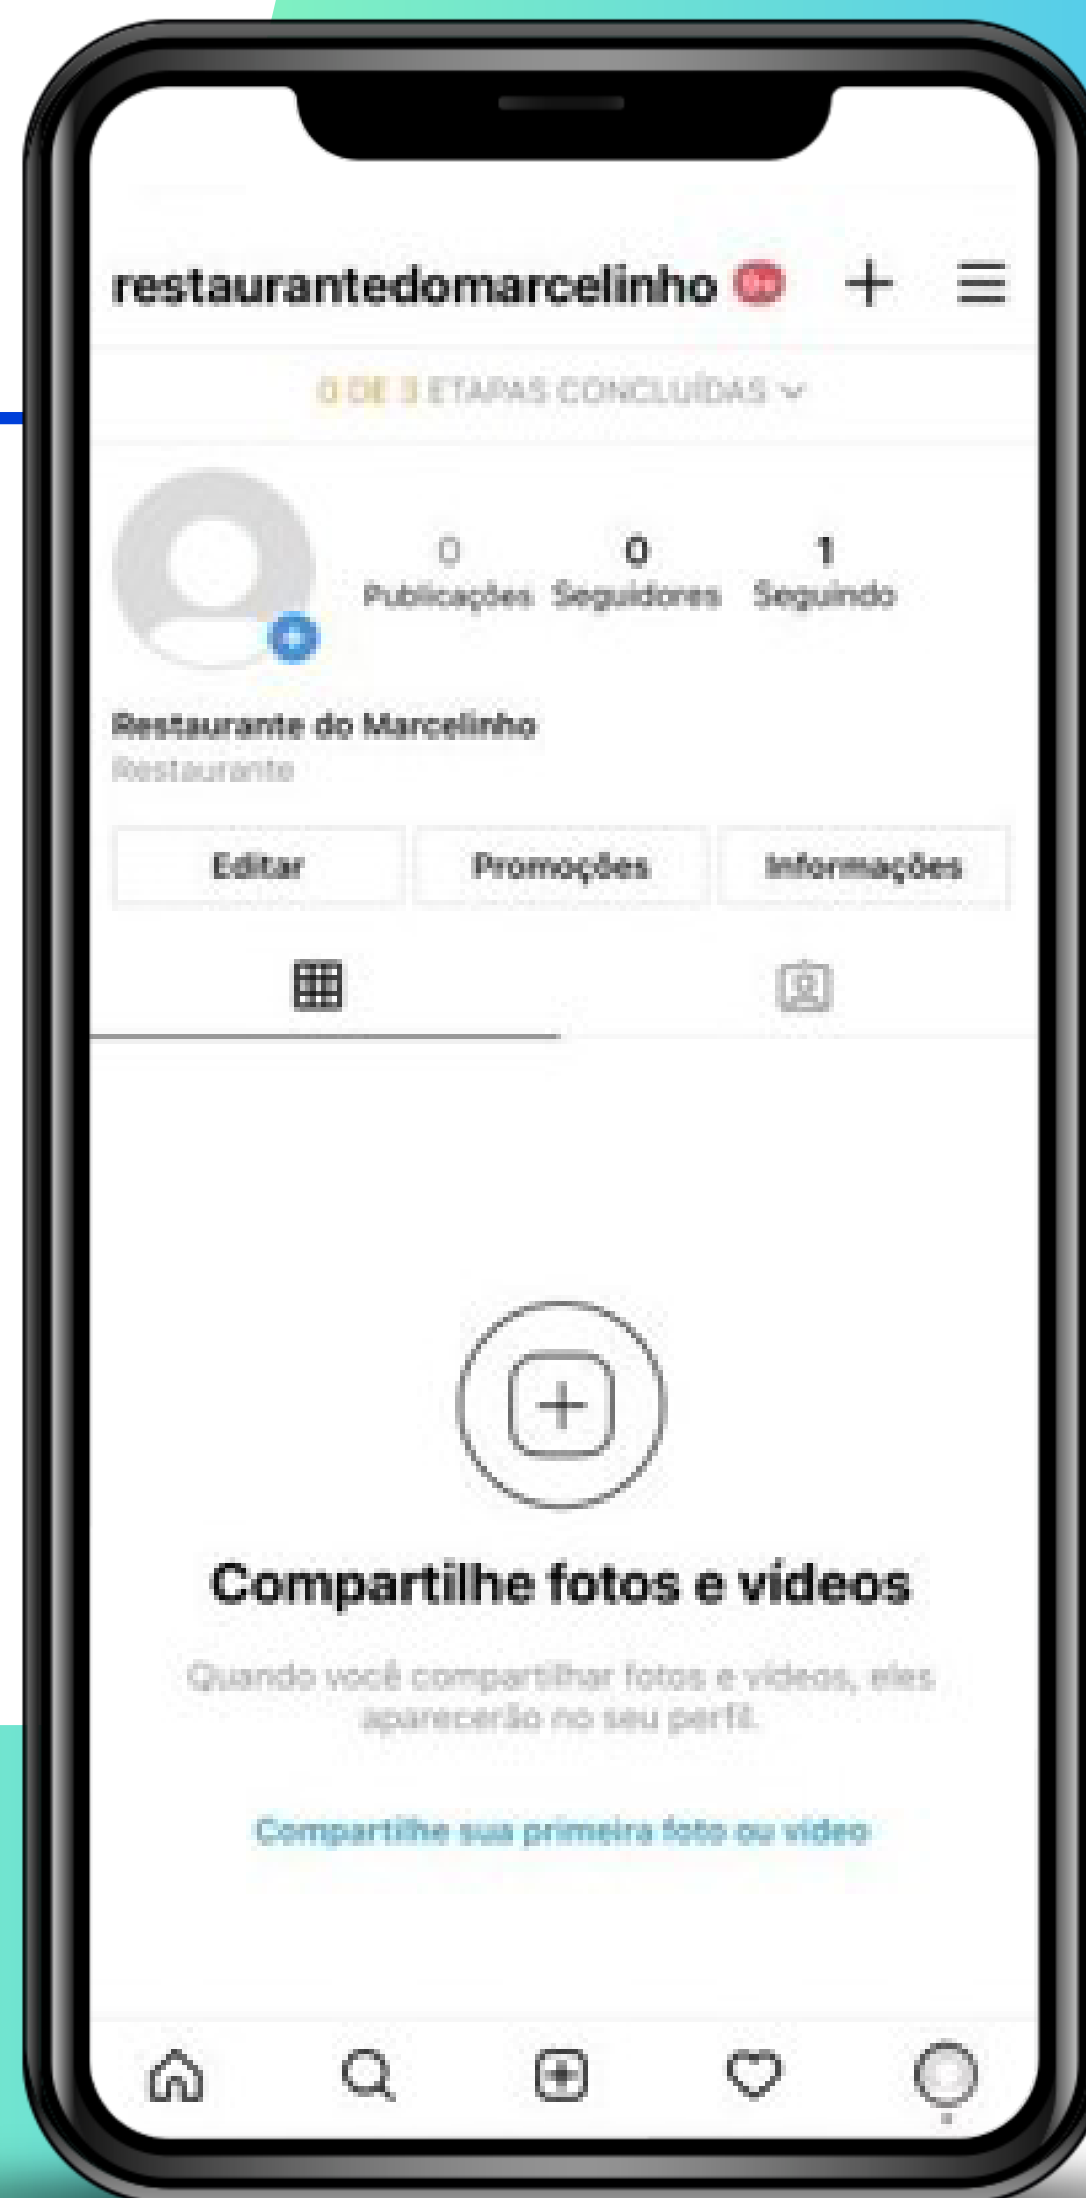 restaurantedomarcelinho
0 DE 3 ETAPAS CONCLUÍDAS
0 0 1
Publicações Seguidores Seguindo
Restaurante do Marcelinho
Restaurante
Editar Promoções Informações
Compartilhe fotos e vídeos
Quando você compartilhar fotos e vídeos, eles
aparecerão no seu perfil.
Compartilhe sua primeira foto ou vídeo